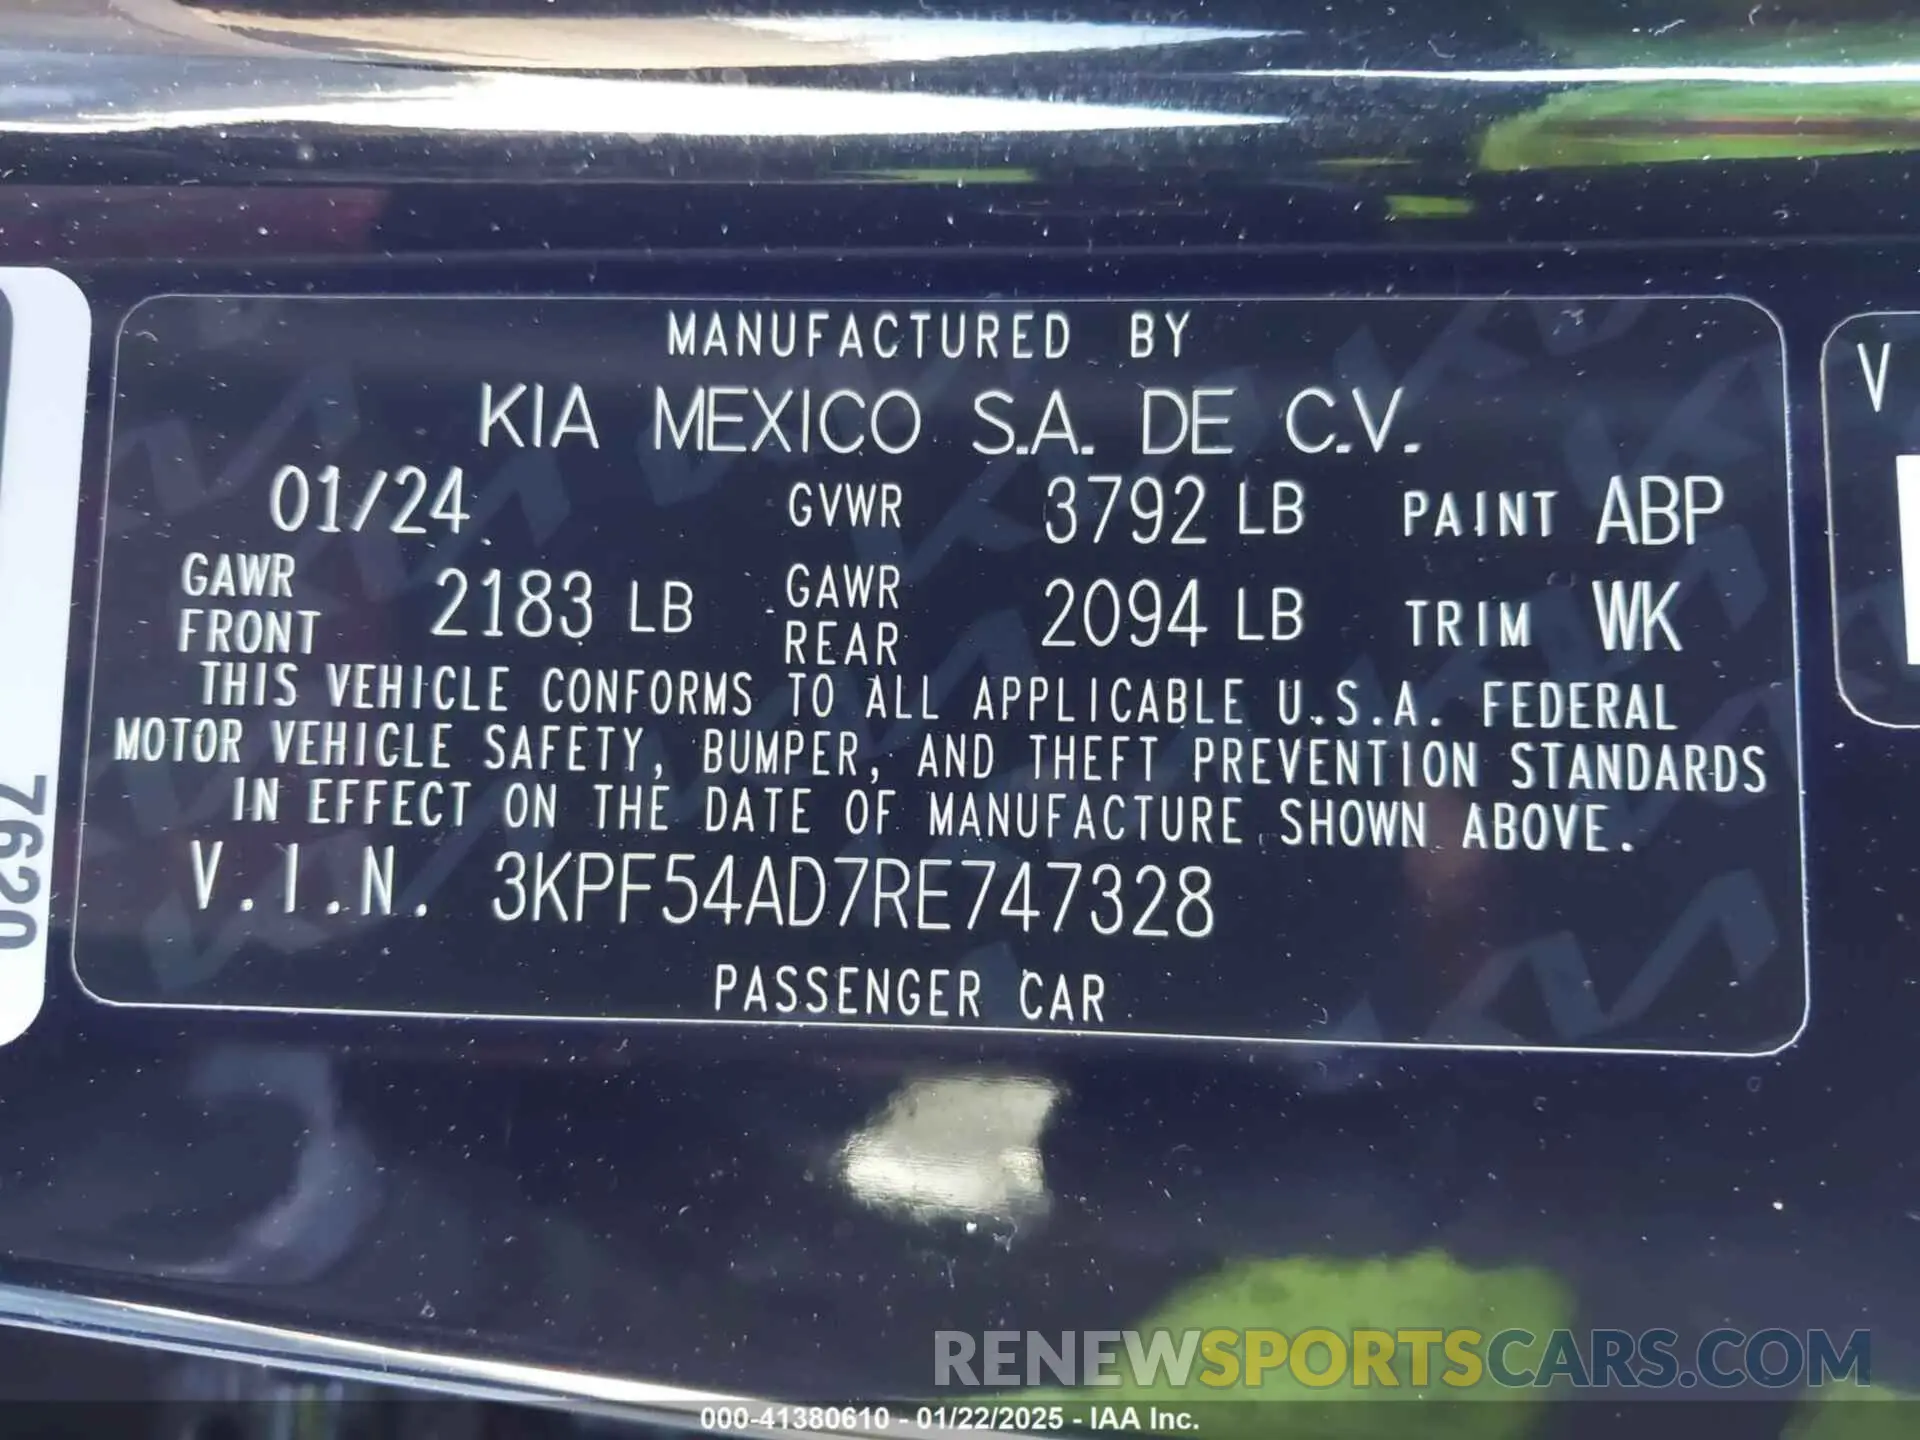 MANUFACTURED BY
KIA MEXICO S.A. DE C.V.
01/24 GVWR 3792 LB PAINT ABP
GAWR FRONT 2183 LB GAWR REAR 2094 LB TRIM WK
THIS VEHICLE CONFORMS TO ALL APPLICABLE U.S.A. FEDERAL
MOTOR VEHICLE SAFETY, BUMPER, AND THEFT PREVENTION STANDARDS
IN EFFECT ON THE DATE OF MANUFACTURE SHOWN ABOVE.
V.I.N. 3KPF54AD7RE747328
PASSENGER CAR
V
7620
RENEWSPORTSCARS.COM
000-41380610 - 01/22/2025 - IAA Inc.